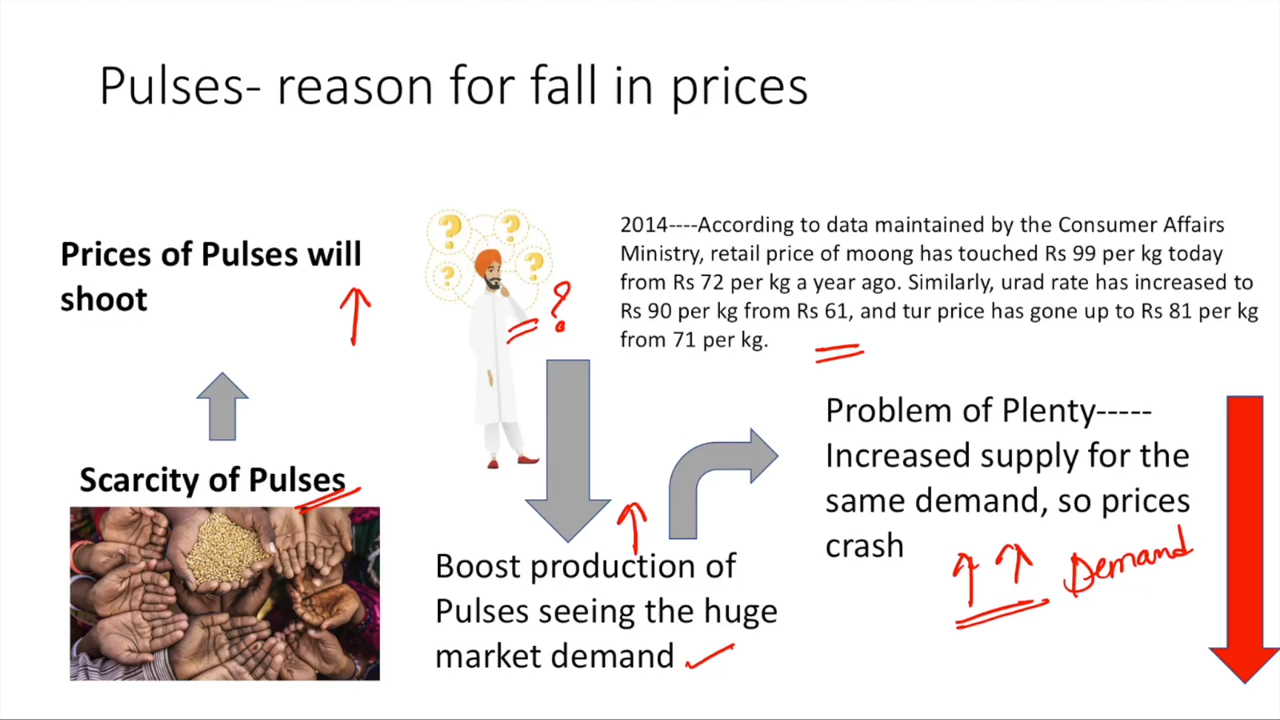 Pulses- reason for fall in prices
Prices of Pulses will
shoot
Scarcity of Pulses
?
2014----According to data maintained by the Consumer Affairs
Ministry, retail price of moong has touched Rs 99 per kg today
from Rs 72 per kg a year ago. Similarly, urad rate has increased to
Rs 90 per kg from Rs 61, and tur price has gone up to Rs 81 per kg
from 71 per kg.
Boost production of
Pulses seeing the huge
market demand
Problem of Plenty-----
Increased supply for the
same demand, so prices
crash
Demand